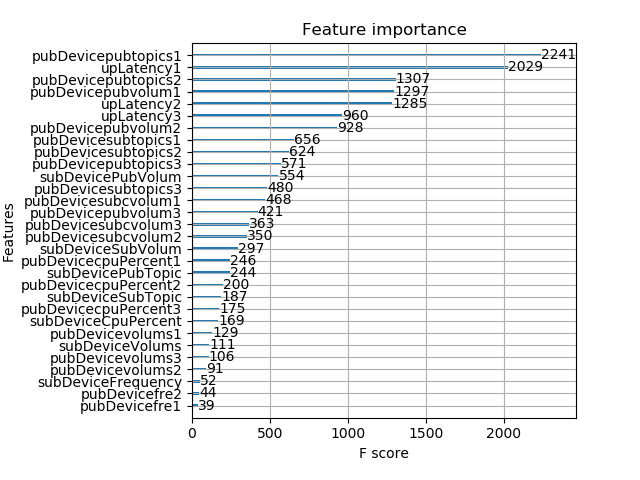 Feature importance
pubDevicepubtopics1 2241
upLatency1 2029
pubDevicepubtopics2 1307
pubDevicepubvolum1 1297
upLatency2 1285
upLatency3 960
pubDevicepubvolum2 928
pubDevicesubtopics1 656
pubDevicesubtopics2 624
pubDevicepubtopics3 571
subDevicePubVolum 554
pubDevicesubtopics3 480
pubDevicesubcvolum1 468
pubDevicepubvolum3 421
pubDevicesubcvolum3 363
pubDevicesubcvolum2 350
subDeviceSubVolum 297
pubDevicecpuPercent1 246
subDevicePubTopic 244
pubDevicecpuPercent2 200
subDeviceSubTopic 187
pubDevicecpuPercent3 175
subDeviceCpuPercent 169
pubDevicevolums1 129
subDeviceVolums 111
pubDevicevolums3 106
pubDevicevolums2 91
subDeviceFrequency 52
pubDevicefre2 44
pubDevicefre1 39
Features
0 500 1000 1500 2000
F score